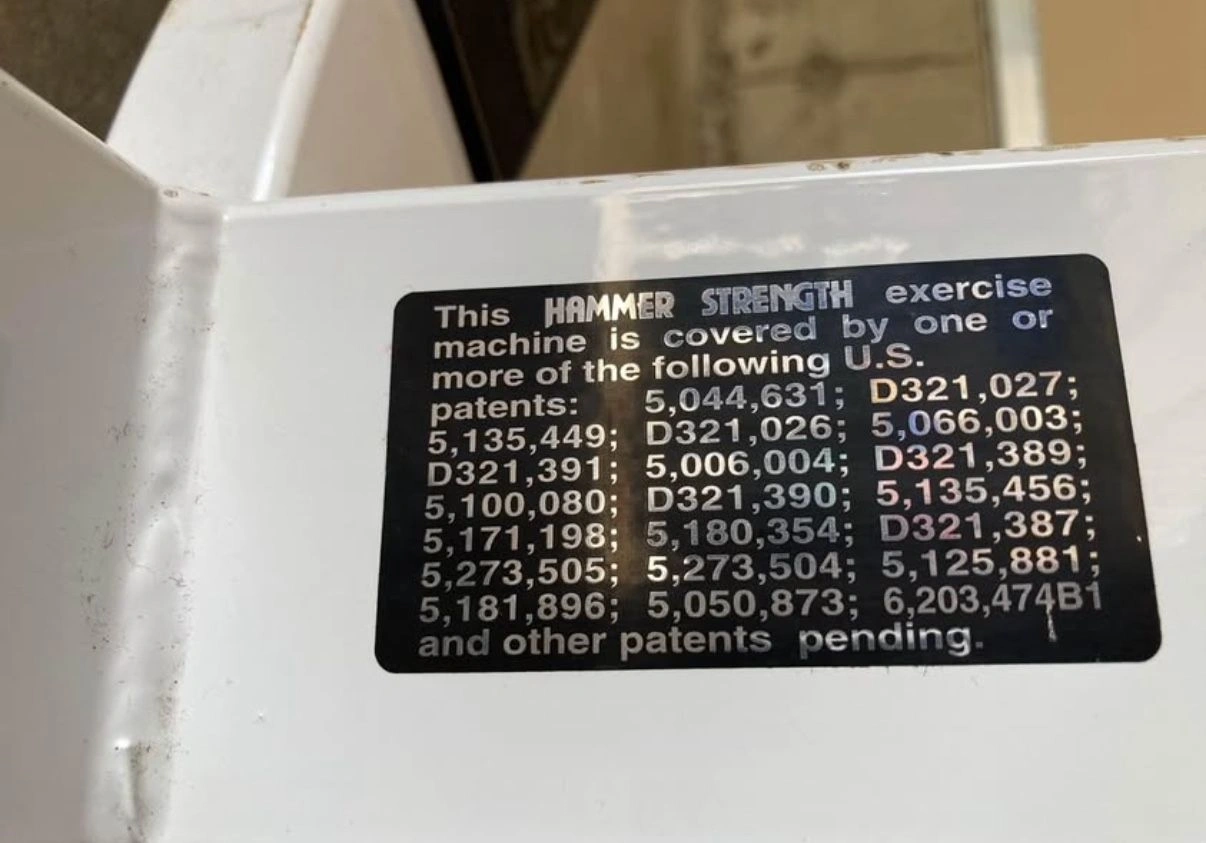 This HAMMER STRENGTH exercise
machine is covered by one or
more of the following U.S.
patents: 5,044,631; D321,027;
5,135,449; D321,026; 5,066,003;
D321,391; 5,006,004; D321,389;
5,100,080; D321,390; 5,135,456;
5,171,198; 5,180,354; D321,387;
5,273,505; 5,273,504; 5,125,881;
5,181,896; 5,050,873; 6,203,474B1
and other patents pending.